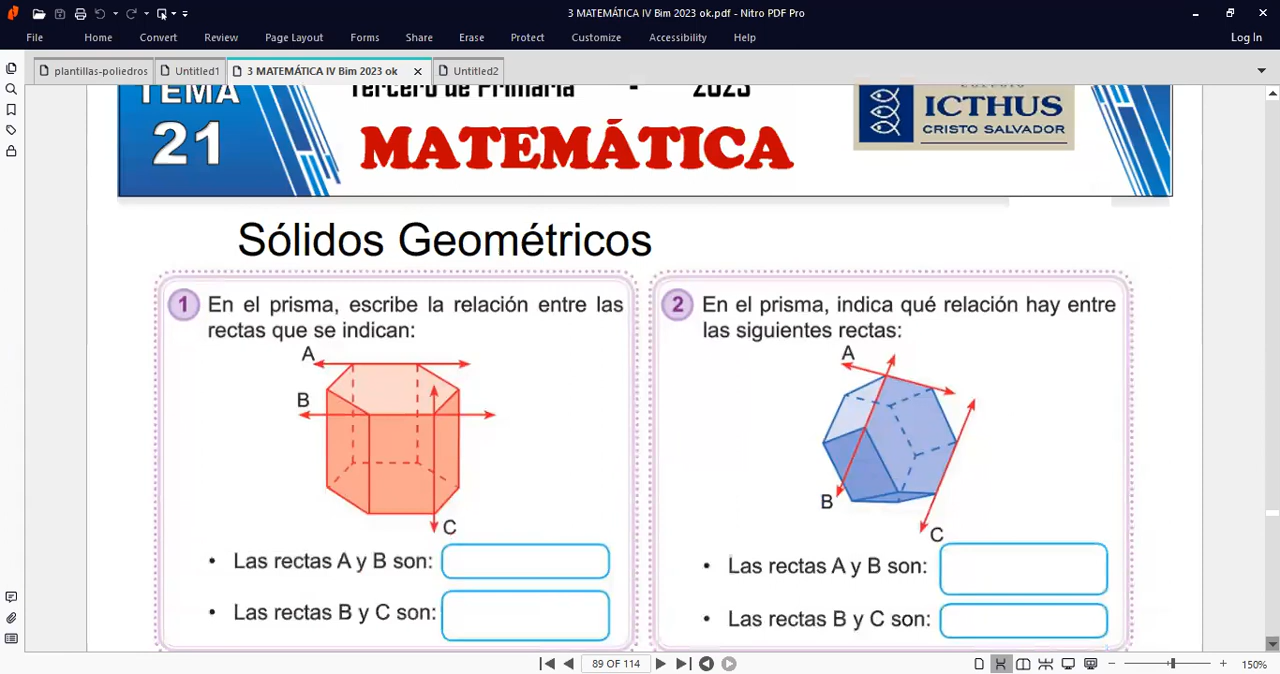 3 MATEMÁTICA IV Bim 2023 ok.pdf - Nitro PDF Pro
File Home Convert Review Page Layout Forms Share Erase Protect Customize Accessibility Help Log In
plantillas-poliedros Untitled1 3 MATEMÁTICA IV Bim 2023 ok Untitled2
TEMA
21
Tercero de Primaria - 2023
MATEMÁTICA
ICTHUS
CRISTO SALVADOR
Sólidos Geométricos
1 En el prisma, escribe la relación entre las
rectas que se indican:
A
B
C
• Las rectas A y B son:
• Las rectas B y C son:
2 En el prisma, indica qué relación hay entre
las siguientes rectas:
A
B
C
• Las rectas A y B son:
• Las rectas B y C son:
89 OF 114
150%